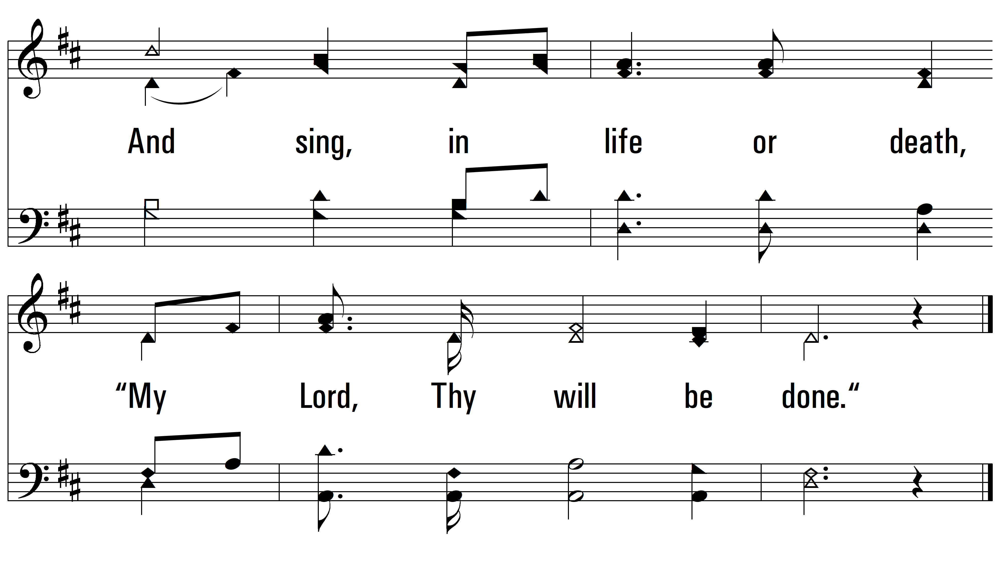 And sing, in life or death,
“My Lord, Thy will be done.“